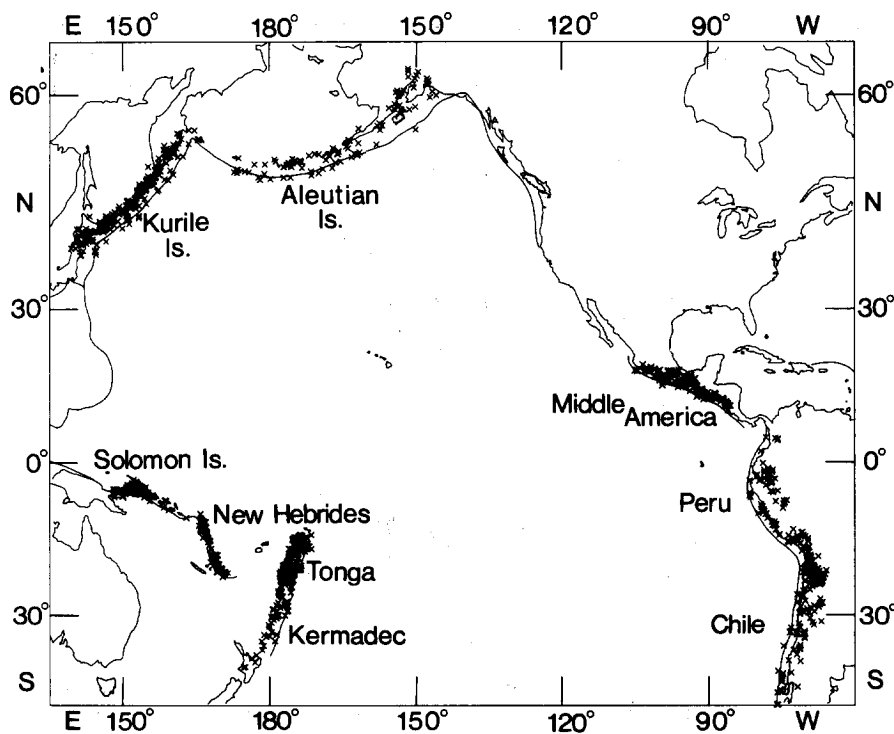 E 150° 180° 150° 120° 90° W
60° 60°
Aleutian
Is.
N N
Kurile
Is.
30° 30°
Middle
America
0° 0°
Solomon Is.
Peru
New Hebrides
Tonga
30° 30°
Chile
Kermadec
S S
E 150° 180° 150° 120° 90° W